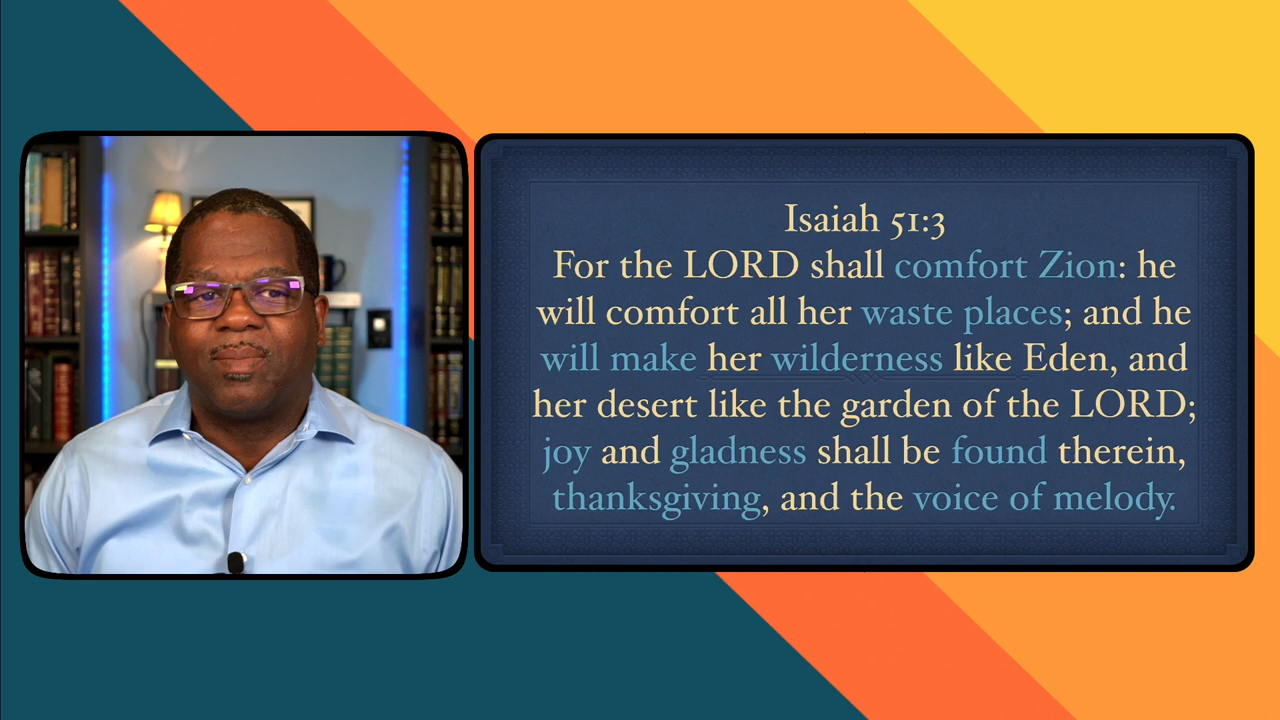 Isaiah 51:3
For the LORD shall comfort Zion: he
will comfort all her waste places; and he
will make her wilderness like Eden, and
her desert like the garden of the LORD;
joy and gladness shall be found therein,
thanksgiving, and the voice of melody.